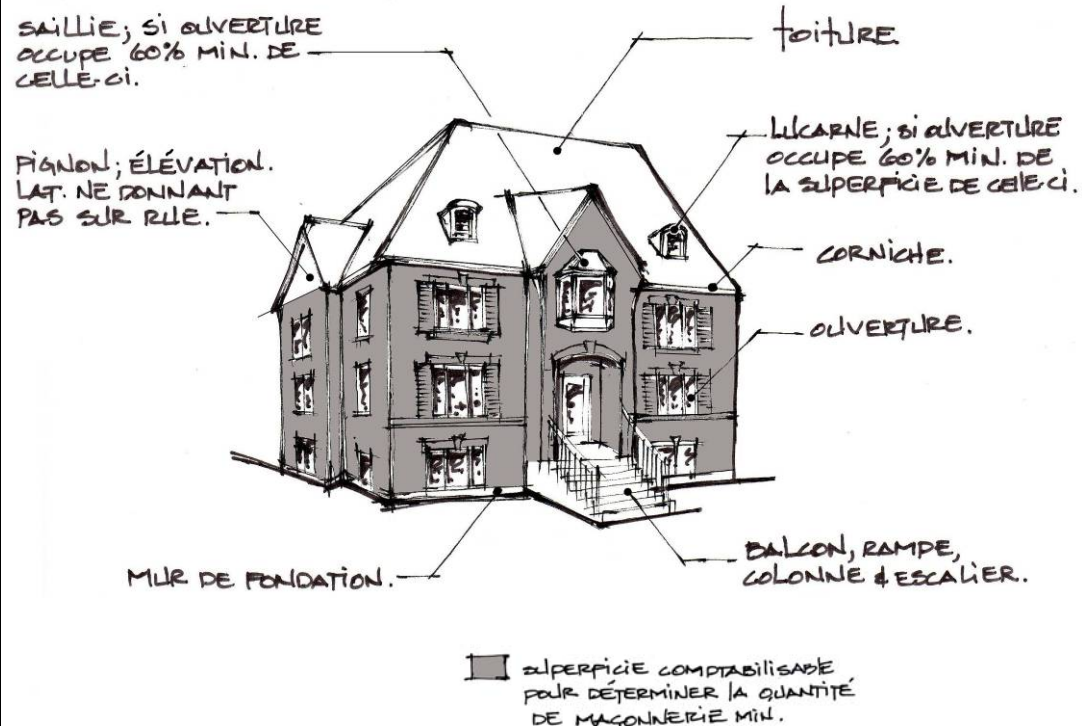 SAILLIE; SI OUVERTURE
OCCUPE 60% MIN. DE
CELLE-CI.
TOITURE
LUCARNE; SI OUVERTURE
OCCUPE 60% MIN. DE
LA SUPERFICIE DE CELLE-CI.
PIGNON; ÉLÉVATION.
LAT. NE DONNANT
PAS SUR RUE.
CORNICHE.
OUVERTURE.
MUR DE FONDATION.
BALCON, RAMPE,
COLONNE & ESCALIER.
SUPERFICIE COMPTABILISABLE
POUR DÉTERMINER LA QUANTITÉ
DE MAÇONNERIE MIN.